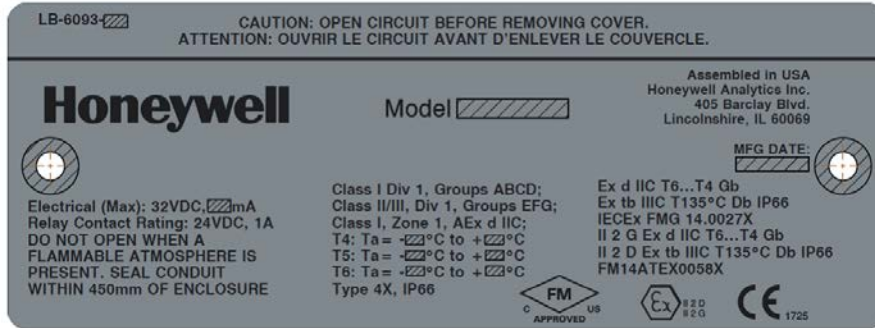 LB-6093-
CAUTION: OPEN CIRCUIT BEFORE REMOVING COVER.
ATTENTION: OUVRIR LE CIRCUIT AVANT D'ENLEVER LE COUVERCLE.
Honeywell
Model
Assembled in USA
Honeywell Analytics Inc.
405 Barclay Blvd.
Lincolnshire, IL 60069
MFG DATE:
Electrical (Max): 32VDC, mA
Relay Contact Rating: 24VDC, 1A
DO NOT OPEN WHEN A
FLAMMABLE ATMOSPHERE IS
PRESENT. SEAL CONDUIT
WITHIN 450mm OF ENCLOSURE
Class I Div 1, Groups ABCD;
Class II/III, Div 1, Groups EFG;
Class I, Zone 1, AEx d IIC;
T4: Ta= - °C to + °C
T5: Ta= - °C to + °C
T6: Ta= - °C to + °C
Type 4X, IP66
Ex d IIC T6...T4 Gb
Ex tb IIIC T135°C Db IP66
IECEx FMG 14.0027X
II 2 G Ex d IIC T6...T4 Gb
II 2 D Ex tb IIIC T135°C Db IP66
FM14ATEX0058X
FM
C US
APPROVED
Ex
II 2 D
II 2 G
CE 1725